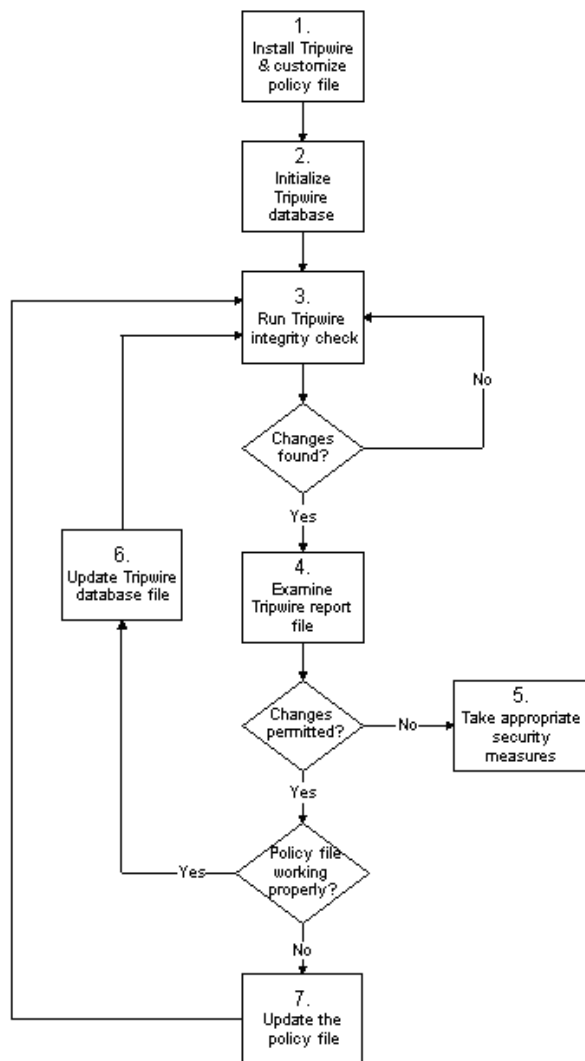 1.
Install Tripwire
& customize
policy file
2.
Initialize
Tripwire
database
3.
Run Tripwire
integrity check
No
Changes
found?
Yes
6.
Update Tripwire
database file
4.
Examine
Tripwire report
file
Changes
permitted?
No
5.
Take appropriate
security
measures
Yes
Policy file
working
properly?
Yes
No
7.
Update the
policy file